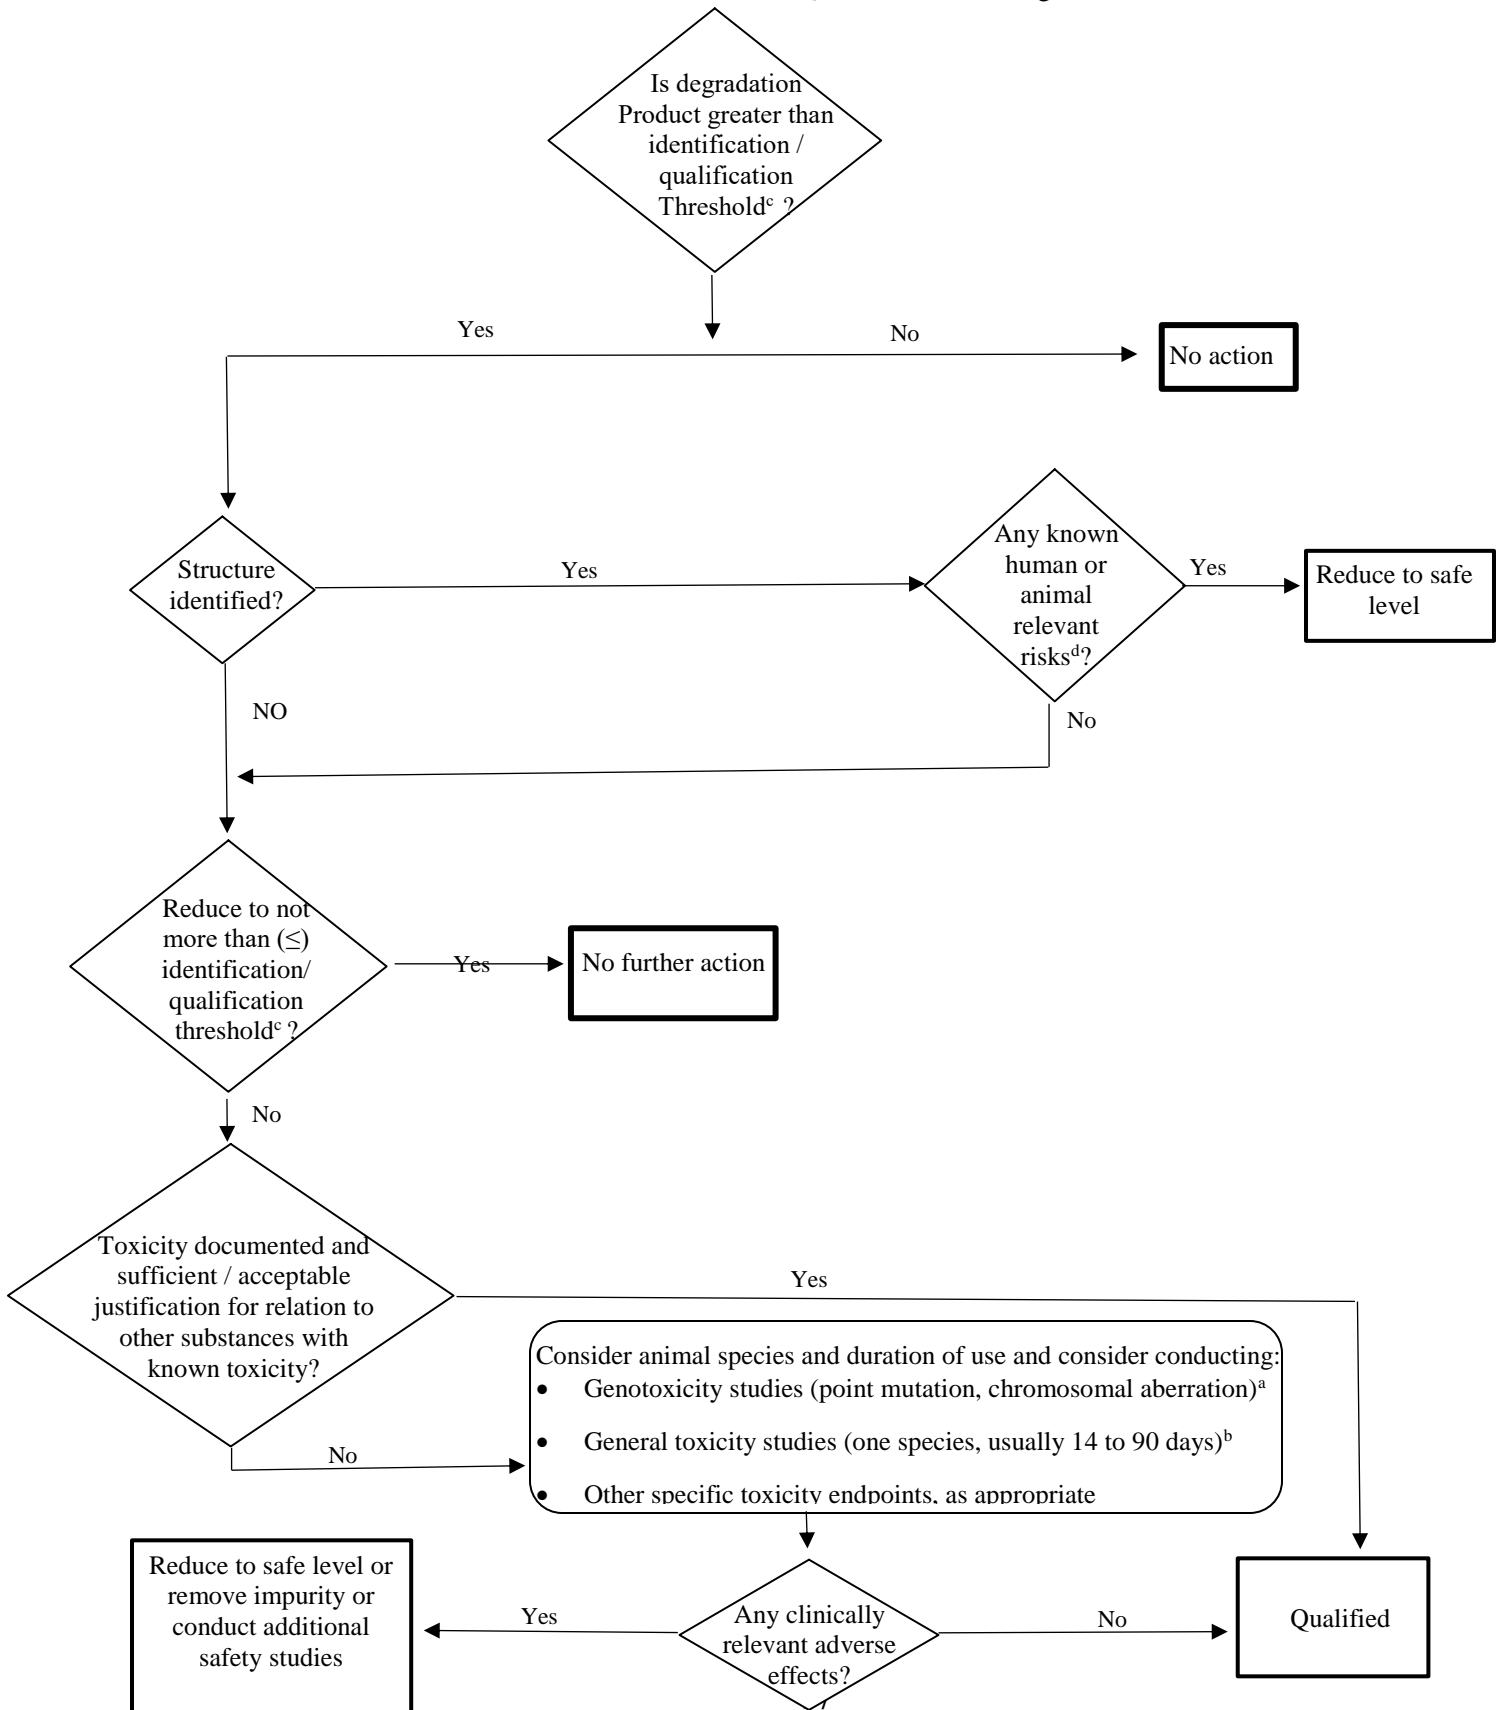 Is degradation
Product greater than
identification /
qualification
Thresholdᶜ ?
Yes
No
No action
Structure
identified?
Yes
Any known
human or
animal
relevant
risksᵈ?
Yes
Reduce to safe
level
NO
No
Reduce to not
more than (≤)
identification/
qualification
thresholdᶜ ?
Yes
No further action
No
Toxicity documented and
sufficient / acceptable
justification for relation to
other substances with
known toxicity?
Yes
No
Consider animal species and duration of use and consider conducting:
• Genotoxicity studies (point mutation, chromosomal aberration)ᵃ
• General toxicity studies (one species, usually 14 to 90 days)ᵇ
• Other specific toxicity endpoints, as appropriate
Reduce to safe level or
remove impurity or
conduct additional
safety studies
Yes
Any clinically
relevant adverse
effects?
No
Qualified